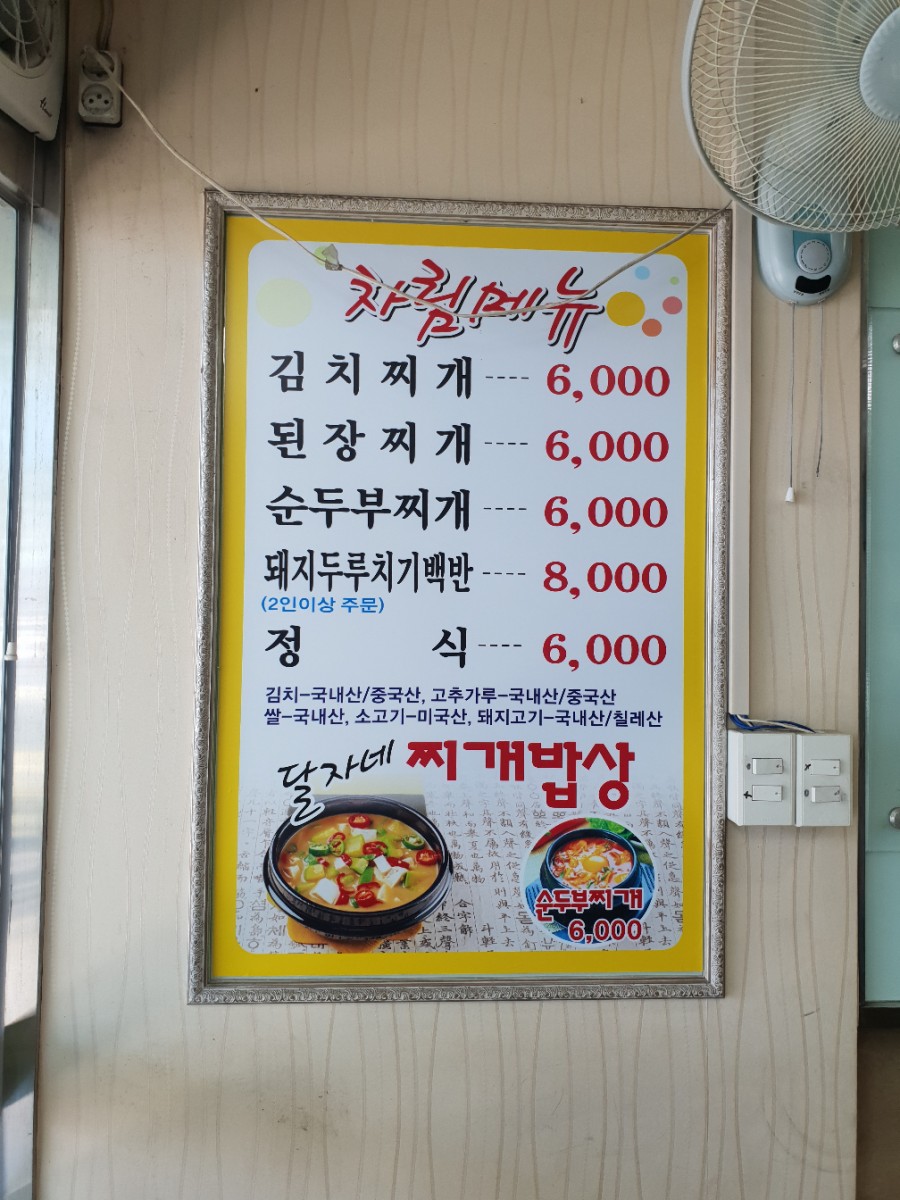 차림메뉴
김치찌개 ---- 6,000
된장찌개 ---- 6,000
순두부찌개 ---- 6,000
돼지두루치기백반 ---- 8,000
(2인이상 주문)
정 식 ---- 6,000
김치-국내산/중국산, 고추가루-국내산/중국산
쌀-국내산, 소고기-미국산, 돼지고기-국내산/칠레산
달자네 찌개밥상
순두부찌개
6,000